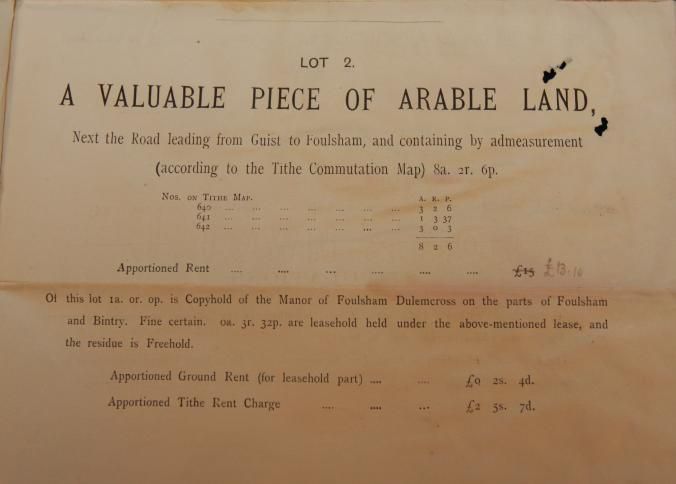 LOT 2.
A VALUABLE PIECE OF ARABLE LAND,
Next the Road leading from Guist to Foulsham, and containing by admeasurement
(according to the Tithe Commutation Map) 8a. 2r. 6p.
Nos. on Tithe Map. A. R. P.
640 ... ... ... ... ... ... ... 3 2 6
641 ... ... ... ... ... ... ... 1 3 37
642 ... ... ... ... ... ... ... 3 0 3
8 2 6
Apportioned Rent .... .... ... .... .... .... £15 £13.10
Of this lot 1a. 0r. 0p. is Copyhold of the Manor of Foulsham Dulemcross on the parts of Foulsham
and Bintry. Fine certain. 0a. 3r. 32p. are leasehold held under the above-mentioned lease, and
the residue is Freehold.
Apportioned Ground Rent (for leasehold part) .... .... £0 2s. 4d.
Apportioned Tithe Rent Charge .... .... ... £2 3s. 7d.